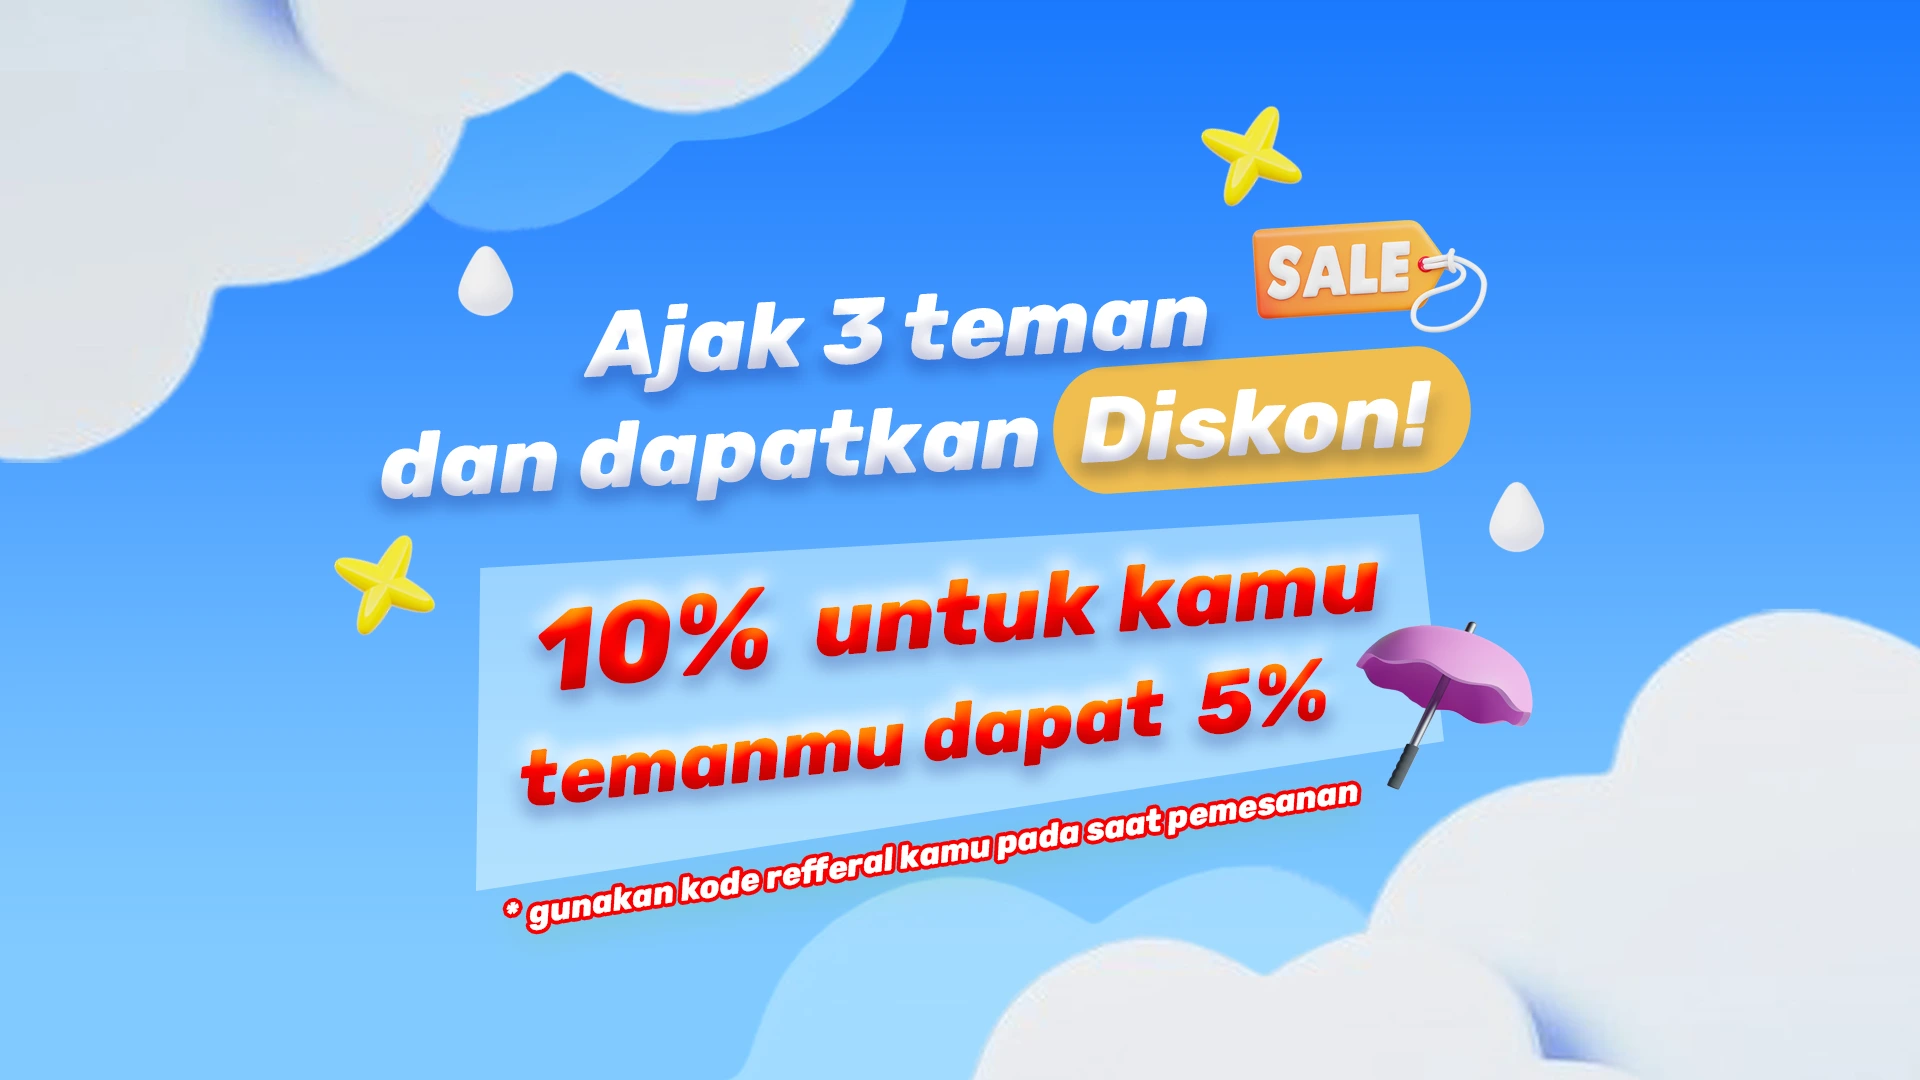 SALE
Ajak 3 teman
dan dapatkan Diskon!
10% untuk kamu
temanmu dapat 5%
* gunakan kode refferal kamu pada saat pemesanan